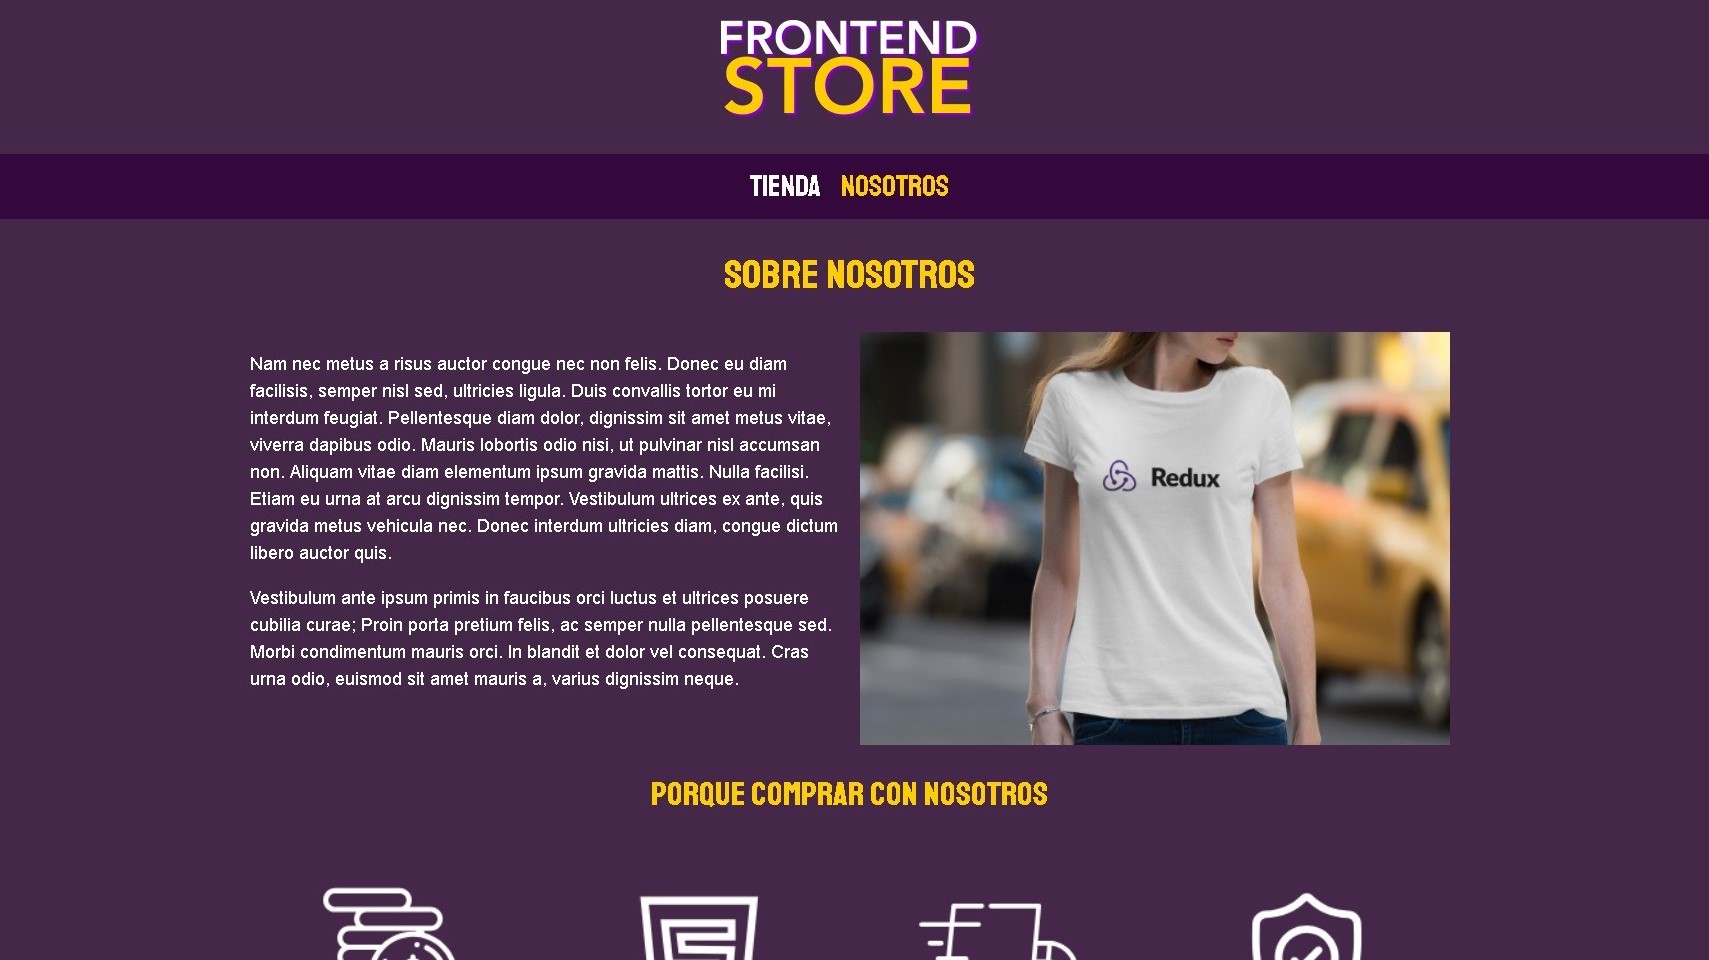 FRONTEND
STORE
TIENDA NOSOTROS
SOBRE NOSOTROS
Nam nec metus a risus auctor congue nec non felis. Donec eu diam
facilisis, semper nisl sed, ultricies ligula. Duis convallis tortor eu mi
interdum feugiat. Pellentesque diam dolor, dignissim sit amet metus vitae,
viverra dapibus odio. Mauris lobortis odio nisi, ut pulvinar nisl accumsan
non. Aliquam vitae diam elementum ipsum gravida mattis. Nulla facilisi.
Etiam eu urna at arcu dignissim tempor. Vestibulum ultrices ex ante, quis
gravida metus vehicula nec. Donec interdum ultricies diam, congue dictum
libero auctor quis.
Vestibulum ante ipsum primis in faucibus orci luctus et ultrices posuere
cubilia curae; Proin porta pretium felis, ac semper nulla pellentesque sed.
Morbi condimentum mauris orci. In blandit et dolor vel consequat. Cras
urna odio, euismod sit amet mauris a, varius dignissim neque.
Redux
PORQUE COMPRAR CON NOSOTROS